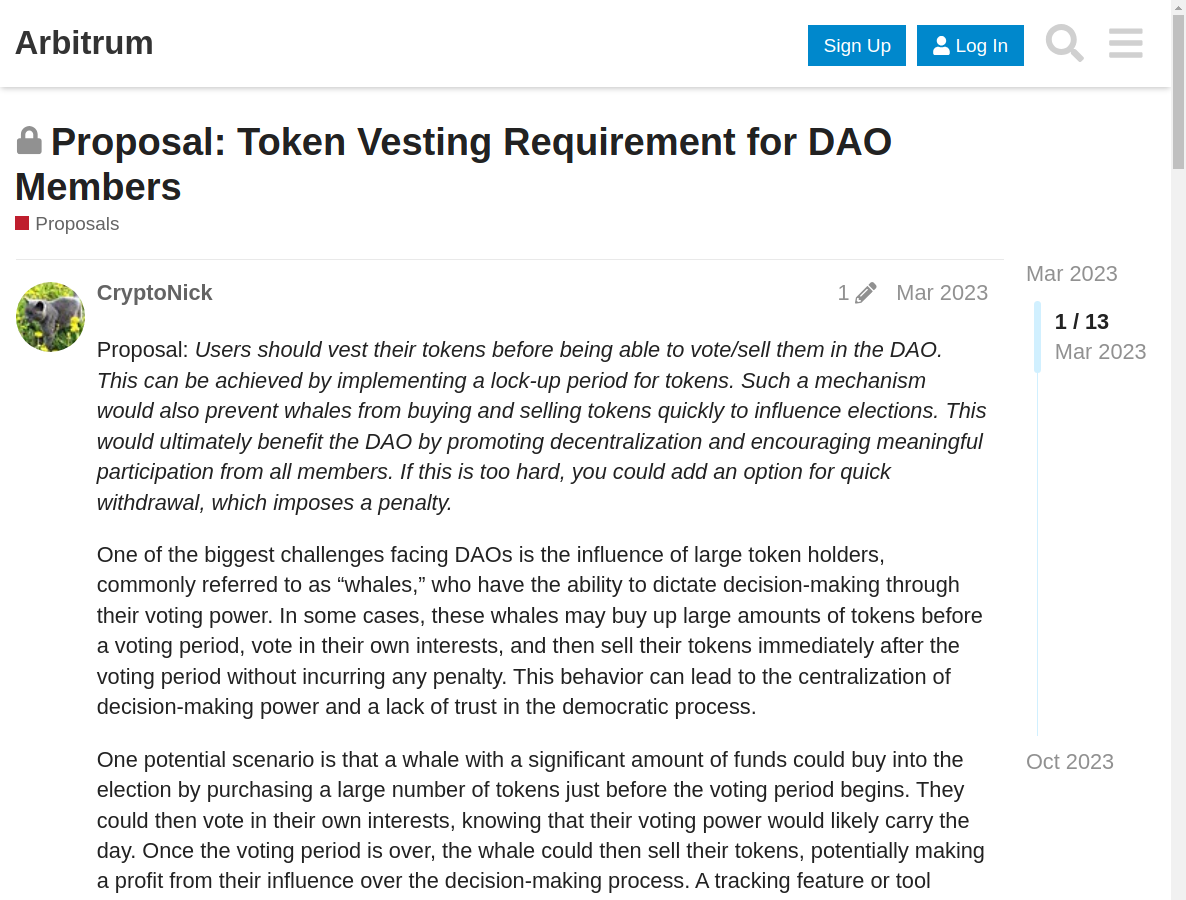 Arbitrum
Sign Up
Log In
Proposal: Token Vesting Requirement for DAO
Members
Proposals
CryptoNick
1
Mar 2023
Proposal: Users should vest their tokens before being able to vote/sell them in the DAO.
This can be achieved by implementing a lock-up period for tokens. Such a mechanism
would also prevent whales from buying and selling tokens quickly to influence elections. This
would ultimately benefit the DAO by promoting decentralization and encouraging meaningful
participation from all members. If this is too hard, you could add an option for quick
withdrawal, which imposes a penalty.
One of the biggest challenges facing DAOs is the influence of large token holders,
commonly referred to as “whales,” who have the ability to dictate decision-making through
their voting power. In some cases, these whales may buy up large amounts of tokens before
a voting period, vote in their own interests, and then sell their tokens immediately after the
voting period without incurring any penalty. This behavior can lead to the centralization of
decision-making power and a lack of trust in the democratic process.
One potential scenario is that a whale with a significant amount of funds could buy into the
election by purchasing a large number of tokens just before the voting period begins. They
could then vote in their own interests, knowing that their voting power would likely carry the
day. Once the voting period is over, the whale could then sell their tokens, potentially making
a profit from their influence over the decision-making process. A tracking feature or tool
Mar 2023
1 / 13
Mar 2023
Oct 2023